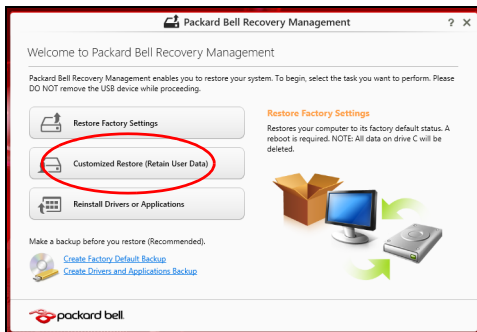 Packard Bell Recovery Management ? ×
Welcome to Packard Bell Recovery Management
Packard Bell Recovery Management enables you to restore your system. To begin, select the task you want to perform. Please
DO NOT remove the USB device while proceeding.
Restore Factory Settings
Customized Restore (Retain User Data)
Reinstall Drivers or Applications
Restore Factory Settings
Restores your computer to its factory default status. A
reboot is required. NOTE: All data on drive C will be
deleted.
Make a backup before you restore (Recommended).
Create Factory Default Backup
Create Drivers and Applications Backup
packard bell.